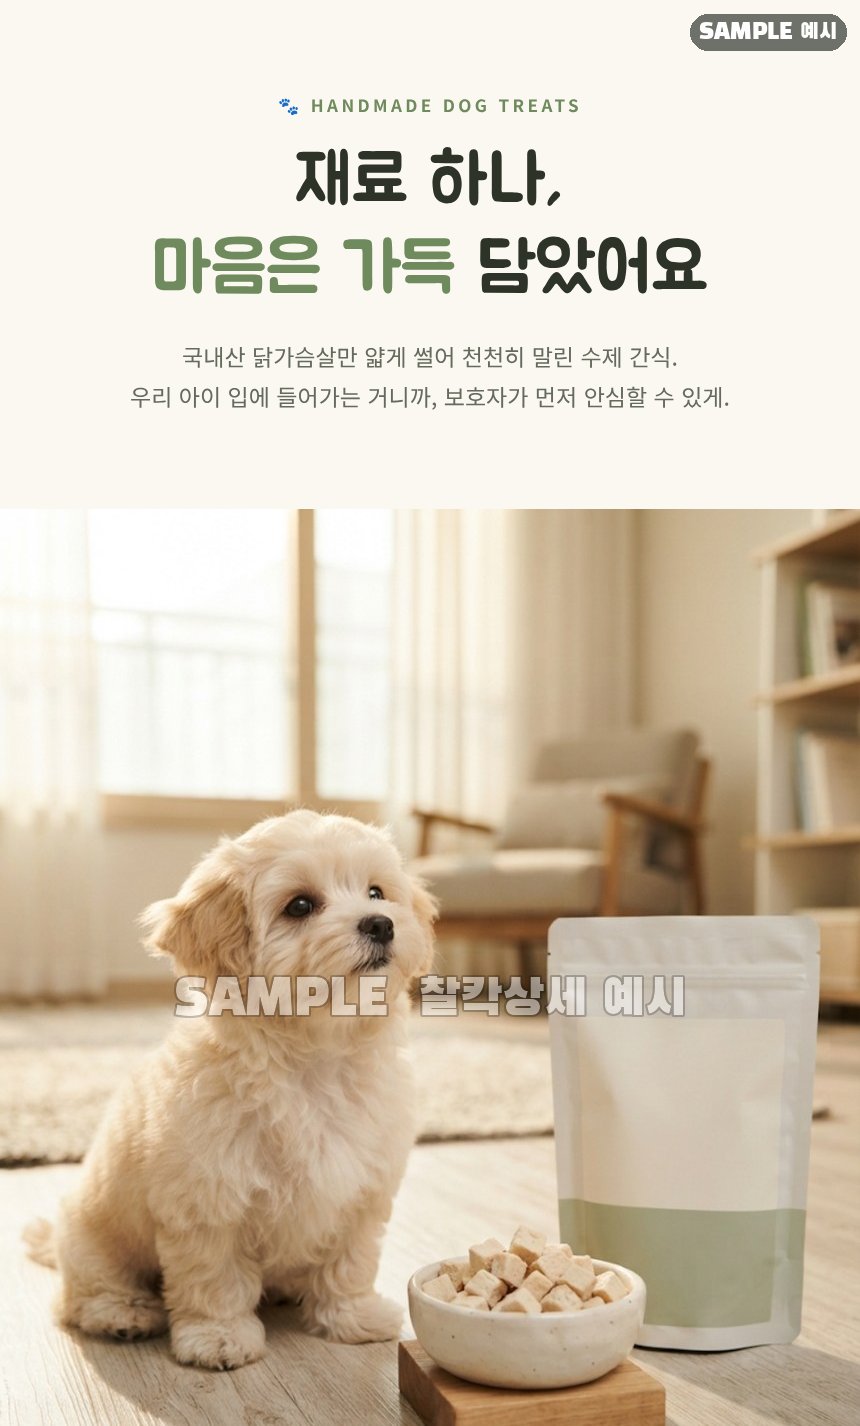 SAMPLE 예시
🐾 HANDMADE DOG TREATS
재료 하나,
마음은 가득 담았어요
국내산 닭가슴살만 얇게 썰어 천천히 말린 수제 간식.
우리 아이 입에 들어가는 거니까, 보호자가 먼저 안심할 수 있게.
SAMPLE 찰칵상세 예시